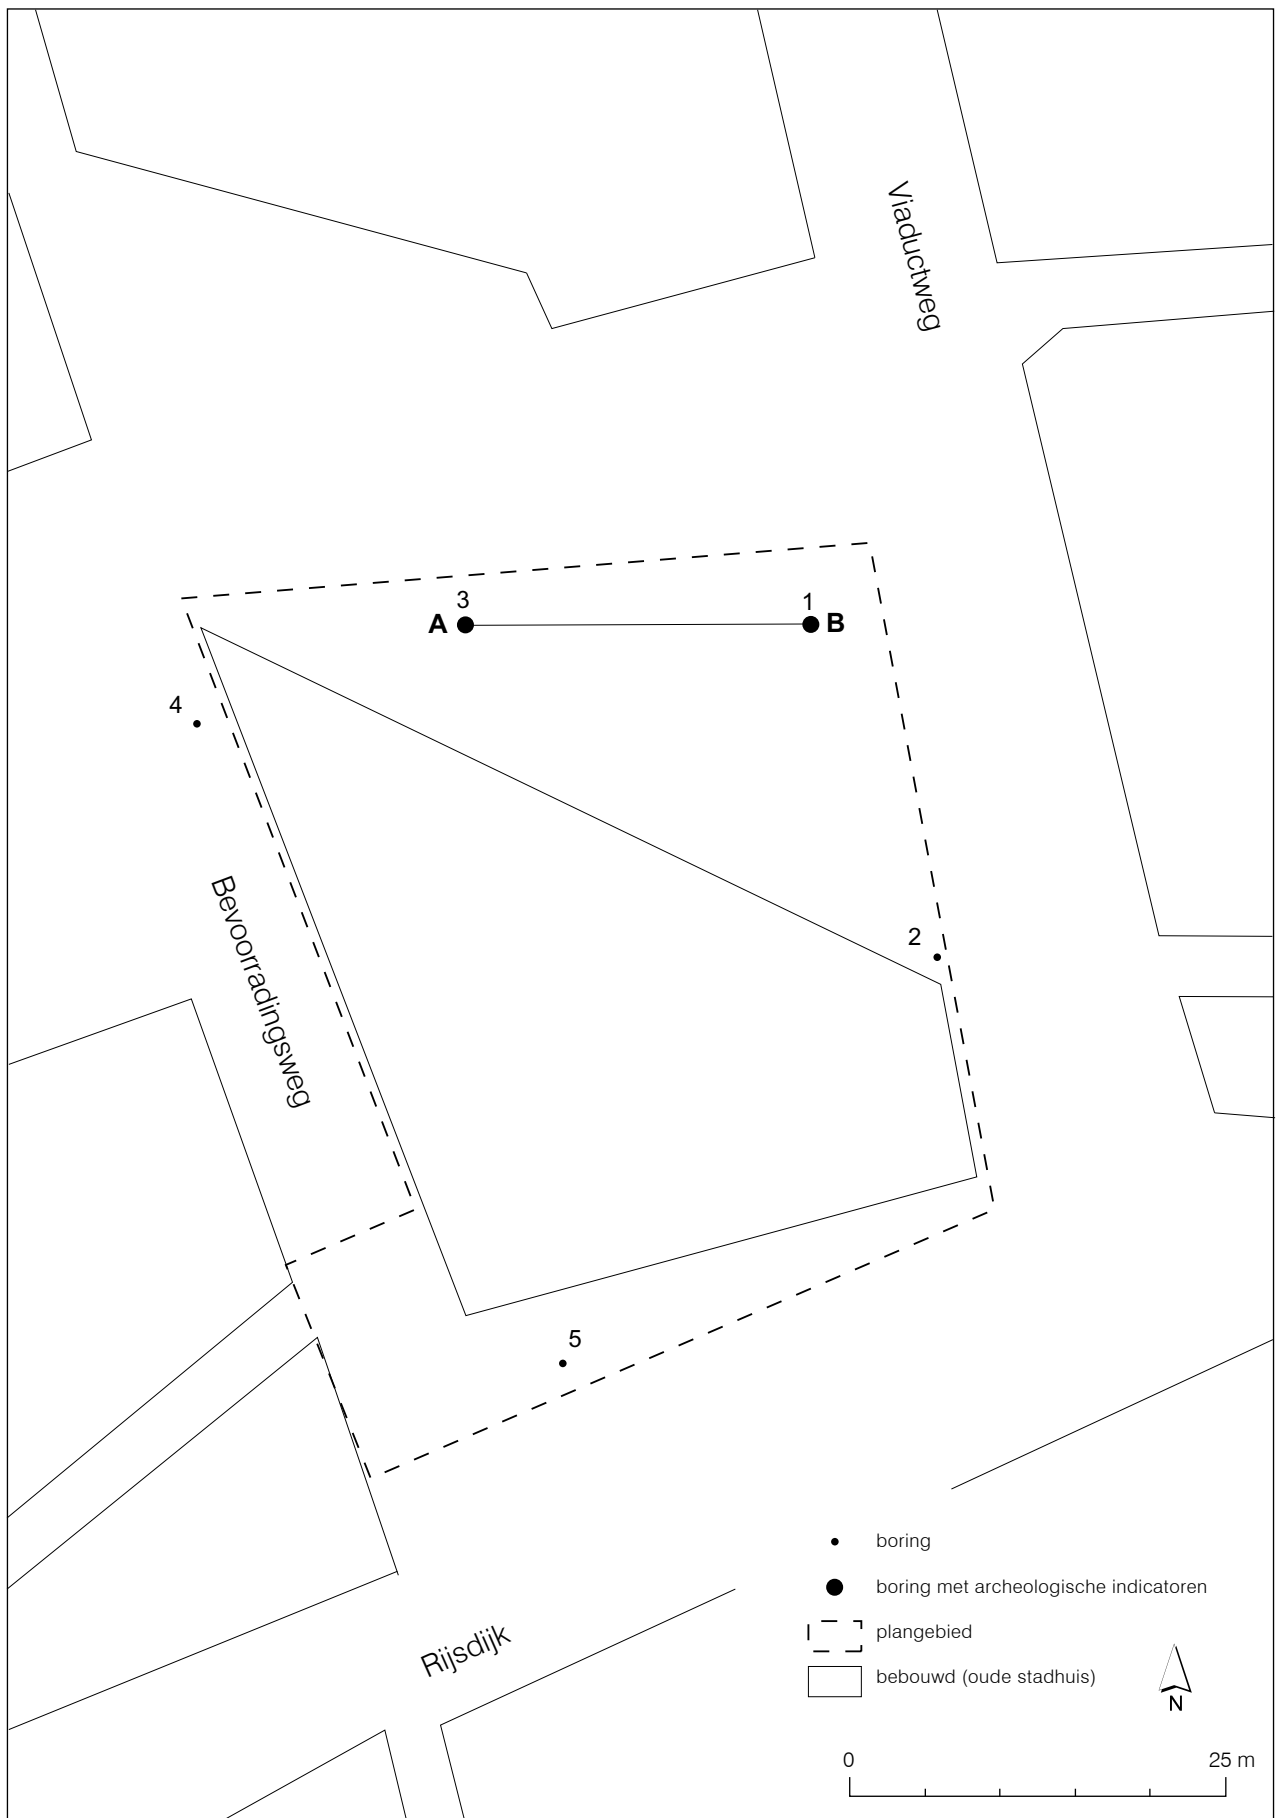 Viaductweg
3
1
A
B
4
2
Bevoorradingsweg
5
boring
boring met archeologische indicatoren
plangebied
bebouwd (oude stadhuis)
Rijsdijk
N
0
25 m